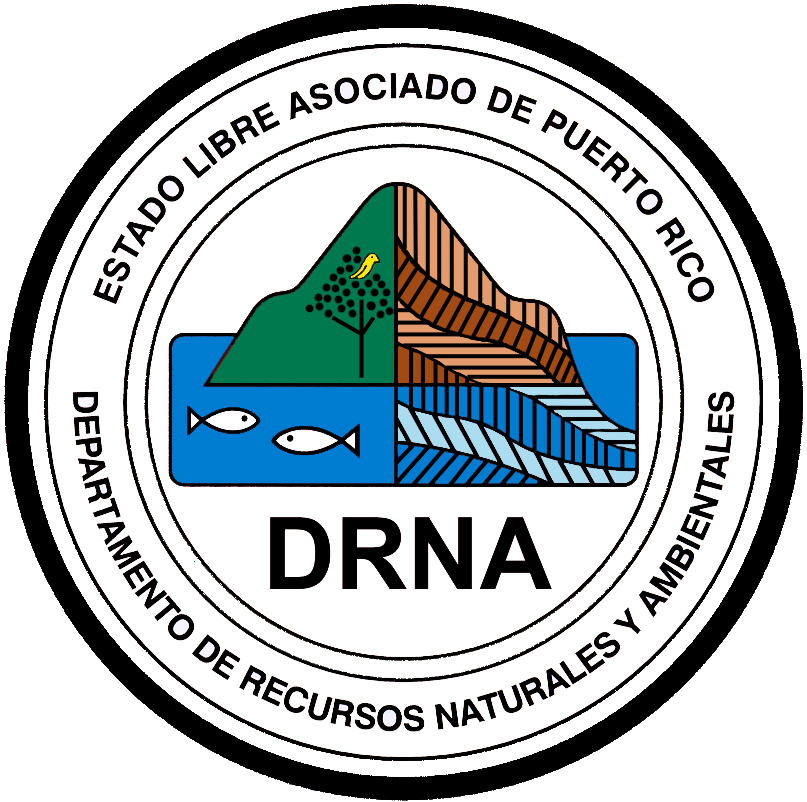 ESTADO LIBRE ASOCIADO DE PUERTO RICO
DRNA
DEPARTAMENTO DE RECURSOS NATURALES Y AMBIENTALES